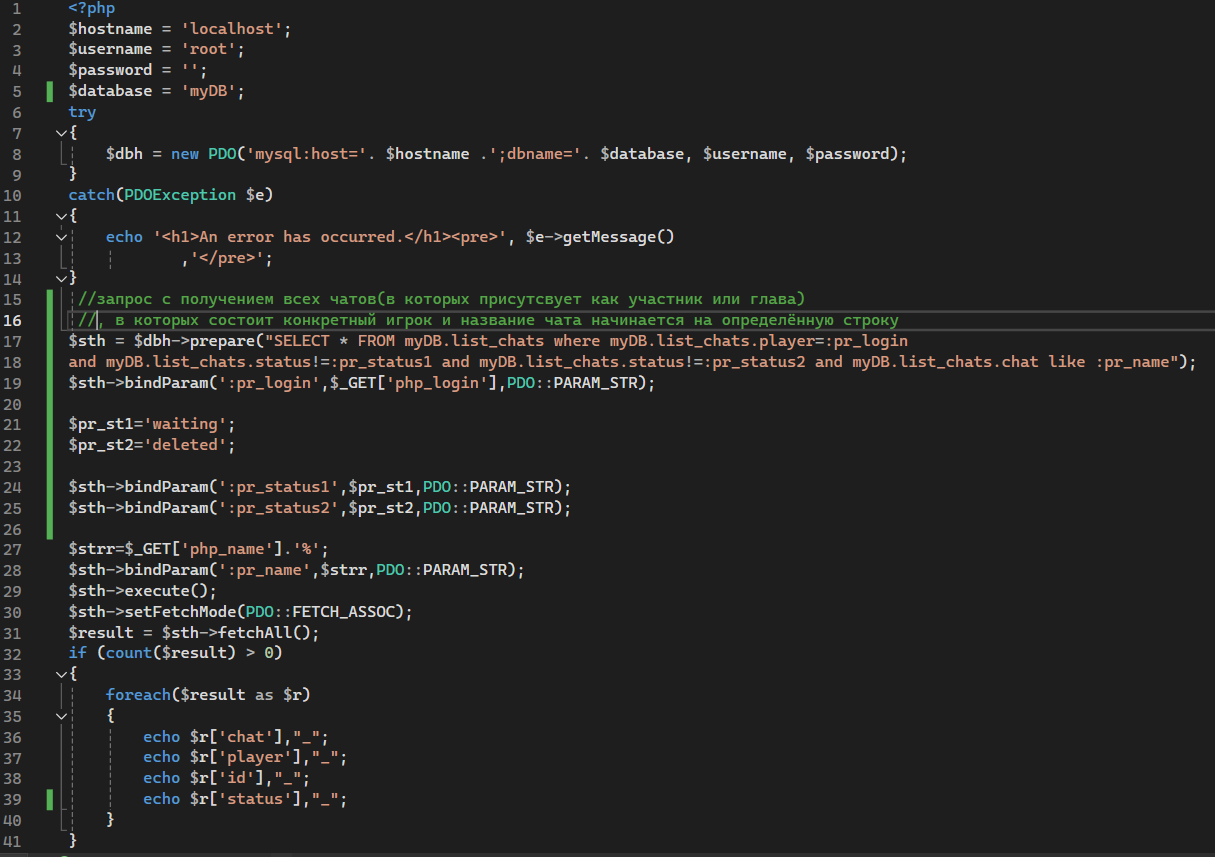 1 <?php
2 $hostname = 'localhost';
3 $username = 'root';
4 $password = '';
5 $database = 'myDB';
6 try
7 {
8     $dbh = new PDO('mysql:host='. $hostname .';dbname='. $database, $username, $password);
9 }
10 catch(PDOException $e)
11 {
12     echo '<h1>An error has occurred.</h1><pre>', $e->getMessage()
13             ,'</pre>';
14 }
15 //запрос с получением всех чатов(в которых присутсвует как участник или глава)
16 //, в которых состоит конкретный игрок и название чата начинается на определённую строку
17 $sth = $dbh->prepare("SELECT * FROM myDB.list_chats where myDB.list_chats.player=:pr_login
18 and myDB.list_chats.status!=:pr_status1 and myDB.list_chats.status!=:pr_status2 and myDB.list_chats.chat like :pr_name");
19 $sth->bindParam(':pr_login',$_GET['php_login'],PDO::PARAM_STR);
20
21 $pr_st1='waiting';
22 $pr_st2='deleted';
23
24 $sth->bindParam(':pr_status1',$pr_st1,PDO::PARAM_STR);
25 $sth->bindParam(':pr_status2',$pr_st2,PDO::PARAM_STR);
26
27 $strr=$_GET['php_name'].'%';
28 $sth->bindParam(':pr_name',$strr,PDO::PARAM_STR);
29 $sth->execute();
30 $sth->setFetchMode(PDO::FETCH_ASSOC);
31 $result = $sth->fetchAll();
32 if (count($result) > 0)
33 {
34     foreach($result as $r)
35     {
36         echo $r['chat'],"_";
37         echo $r['player'],"_";
38         echo $r['id'],"_";
39         echo $r['status'],"_";
40     }
41 }